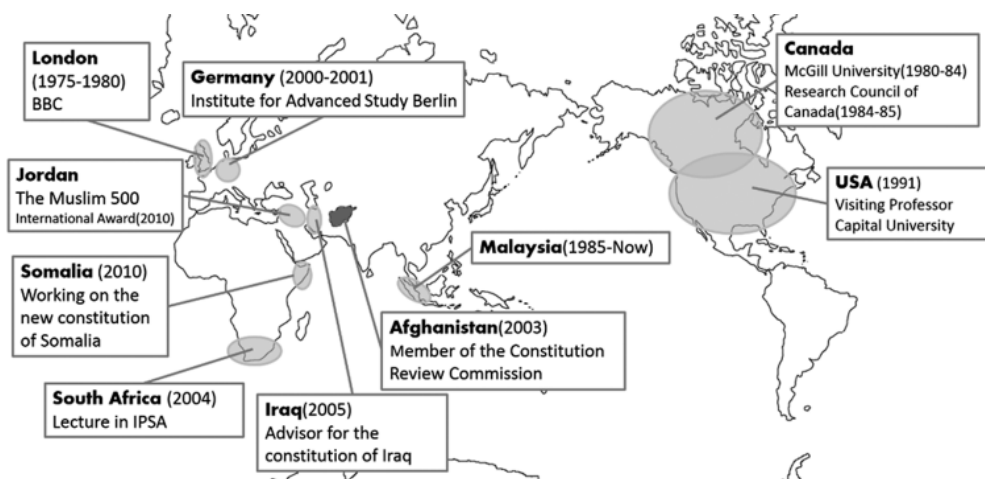 London
(1975-1980)
BBC
Germany (2000-2001)
Institute for Advanced Study Berlin
Jordan
The Muslim 500
International Award(2010)
Somalia (2010)
Working on the
new constitution
of Somalia
South Africa (2004)
Lecture in IPSA
Iraq(2005)
Advisor for the
constitution of Iraq
Afghanistan(2003)
Member of the Constitution
Review Commission
Malaysia(1985-Now)
Canada
McGill University(1980-84)
Research Council of
Canada(1984-85)
USA (1991)
Visiting Professor
Capital University